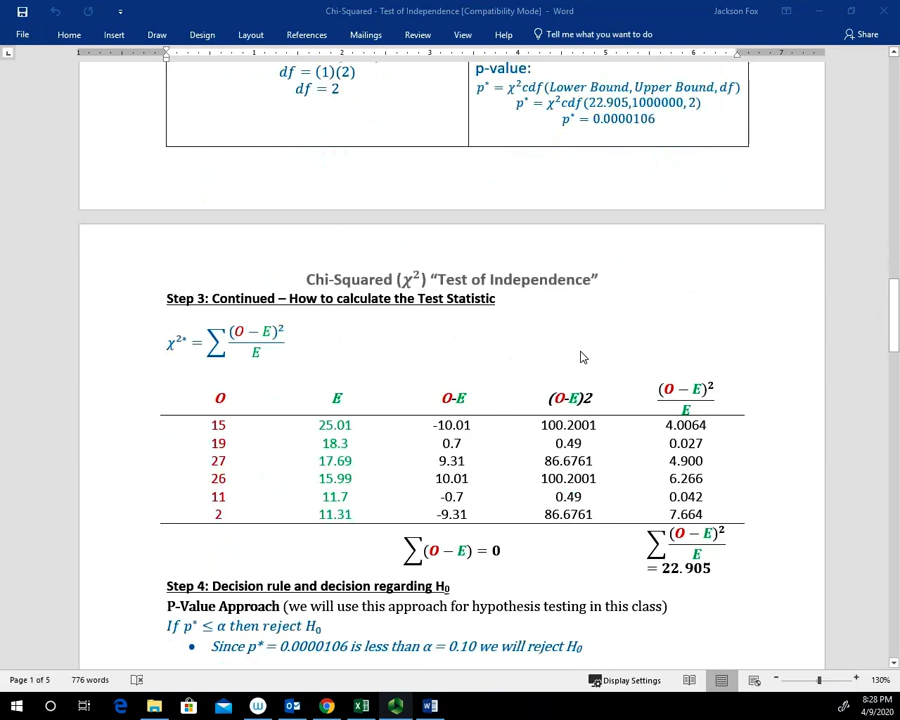 Chi-Squared - Test of Independence [Compatibility Mode] - Word
Jackson Fox
File Home Insert Draw Design Layout References Mailings Review View Help Tell me what you want to do Share
1 1 2 3 4 5 6 7
df = (1)(2)
df = 2
p-value:
p* = χ²cdf(Lower Bound, Upper Bound, df)
p* = χ²cdf(22.905,1000000, 2)
p* = 0.0000106
Chi-Squared (χ²) “Test of Independence”
Step 3: Continued – How to calculate the Test Statistic
χ²* = ∑ (O − E)² / E
O E O-E (O-E)2 (O − E)² / E
15 25.01 -10.01 100.2001 4.0064
19 18.3 0.7 0.49 0.027
27 17.69 9.31 86.6761 4.900
26 15.99 10.01 100.2001 6.266
11 11.7 -0.7 0.49 0.042
2 11.31 -9.31 86.6761 7.664
∑(O − E) = 0
∑ (O − E)² / E
= 22.905
Step 4: Decision rule and decision regarding H₀
P-Value Approach (we will use this approach for hypothesis testing in this class)
If p* ≤ α then reject H₀
• Since p* = 0.0000106 is less than α = 0.10 we will reject H₀
Page 1 of 5 776 words Display Settings 130%
8:28 PM
4/9/2020